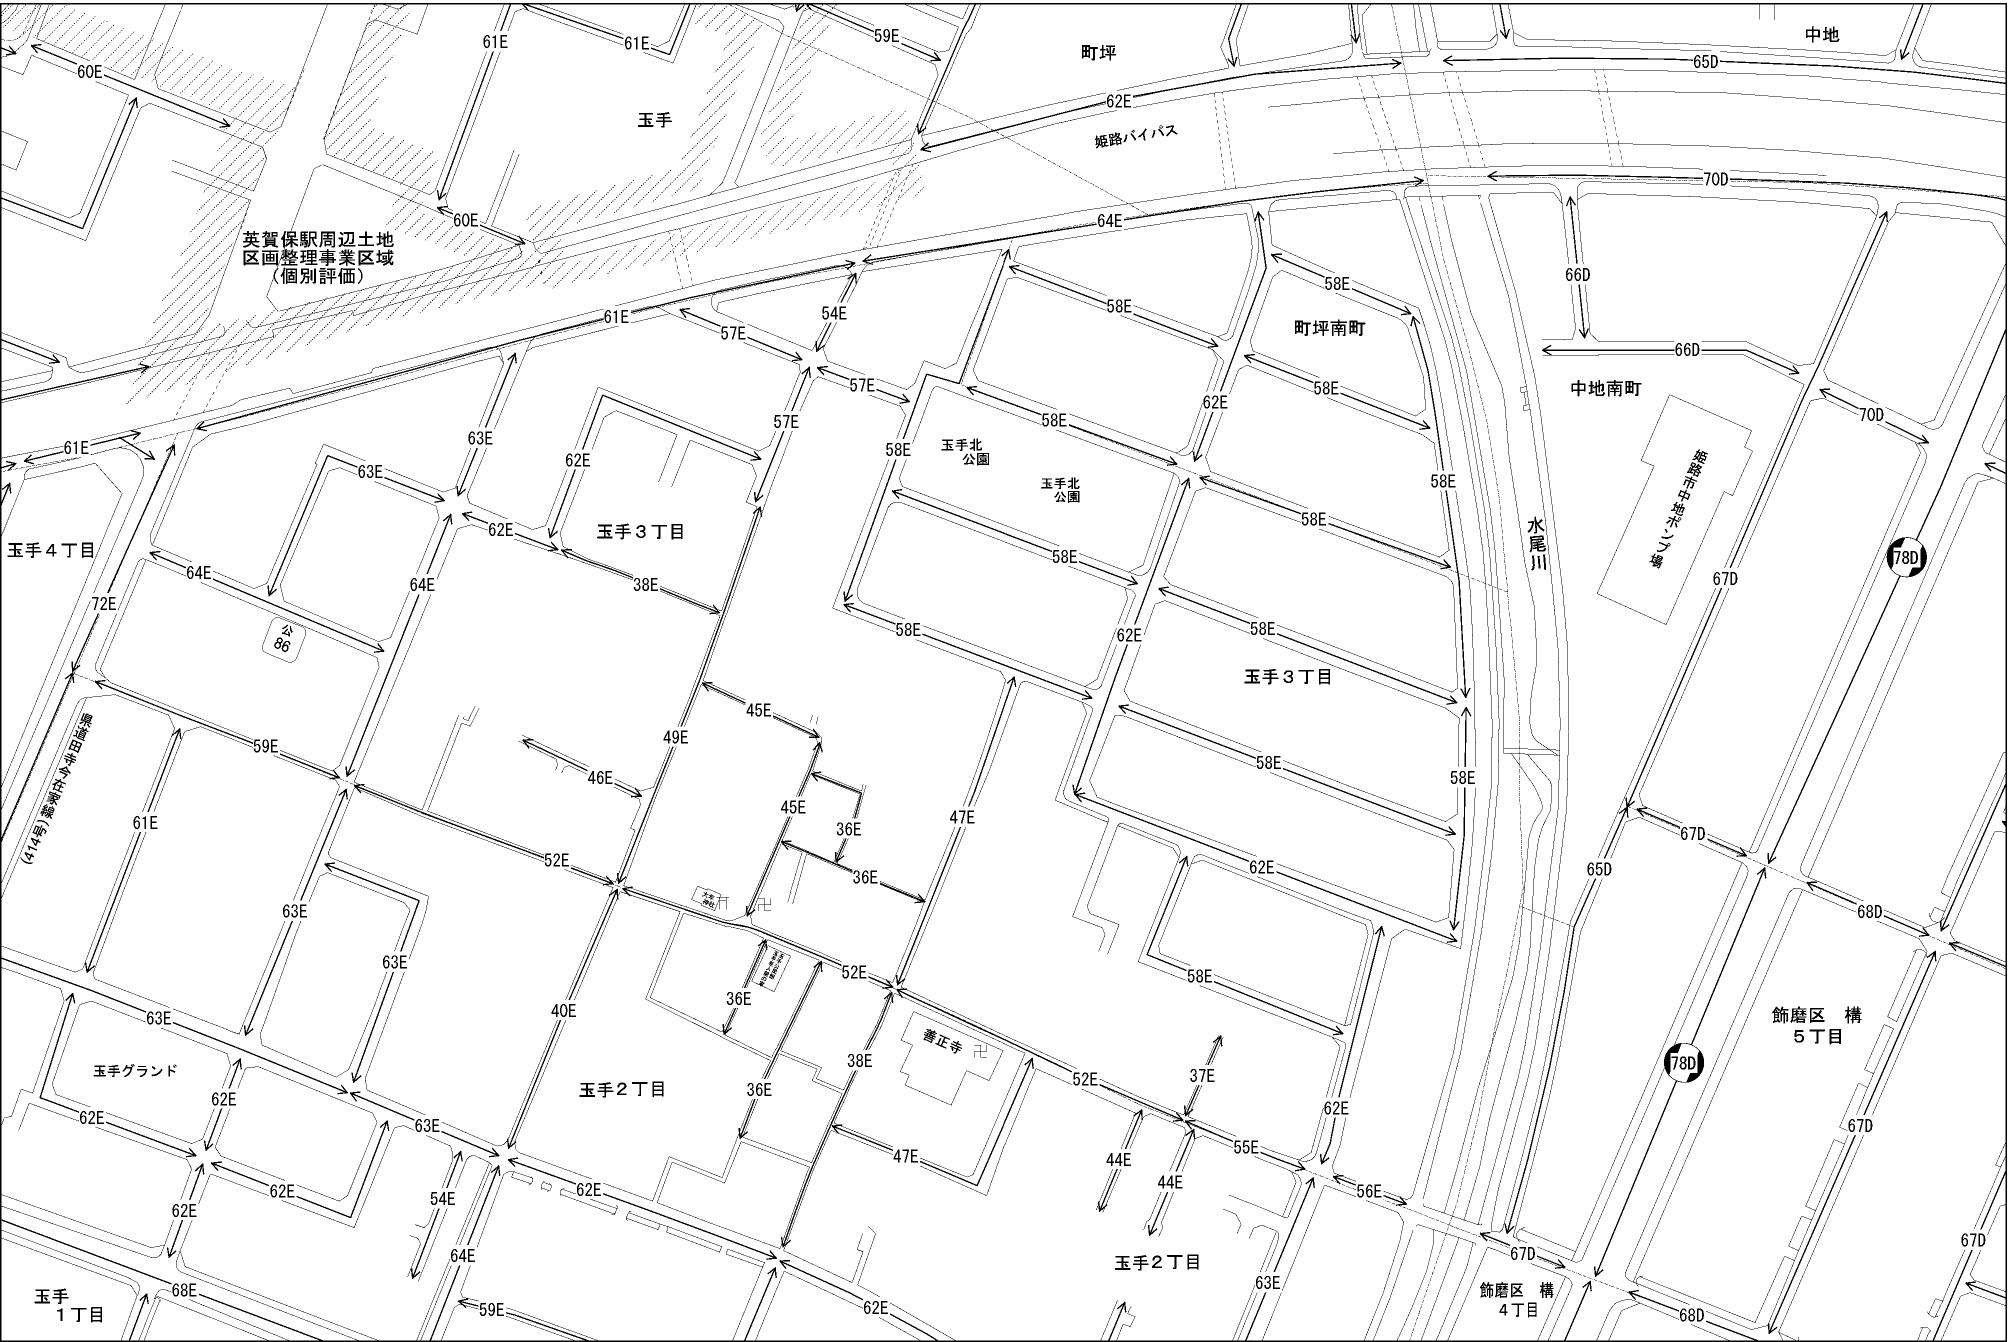 61E
61E
59E
町坪
中地
60E
65D
62E
玉手
姫路バイパス
70D
60E
64E
英賀保駅周辺土地
区画整理事業区域
(個別評価)
66D
58E
58E
54E
61E
57E
町坪南町
66D
57E
58E
中地南町
62E
70D
57E
58E
63E
61E
58E
玉手北
公園
62E
63E
58E
姫路市中地ポンプ場
玉手北
公園
58E
62E
玉手3丁目
水尾川
玉手4丁目
58E
78D
64E
64E
38E
67D
72E
公
86
58E
58E
62E
玉手3丁目
県道田寺今在家線
(414号)
45E
49E
59E
46E
58E
58E
45E
61E
47E
36E
67D
52E
62E
65D
36E
63E
68D
63E
52E
58E
36E
40E
63E
飾磨区 構
5丁目
善正寺
38E
78D
玉手グランド
37E
玉手2丁目
36E
52E
62E
62E
62E
63E
67D
55E
47E
44E
62E
62E
44E
56E
54E
62E
67D
67D
64E
玉手2丁目
63E
68E
飾磨区 構
4丁目
玉手
1丁目
59E
62E
68D